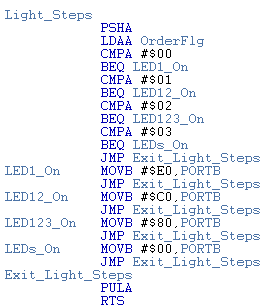 Light_Steps
PSHA
LDAA OrderFlg
CMPA #$00
BEQ LED1_On
CMPA #$01
BEQ LED12_On
CMPA #$02
BEQ LED123_On
CMPA #$03
BEQ LEDs_On
JMP Exit_Light_Steps
LED1_On MOVB #$E0,PORTB
JMP Exit_Light_Steps
LED12_On MOVB #$C0,PORTB
JMP Exit_Light_Steps
LED123_On MOVB #$80,PORTB
JMP Exit_Light_Steps
LEDs_On MOVB #$00,PORTB
JMP Exit_Light_Steps
Exit_Light_Steps
PULA
RTS